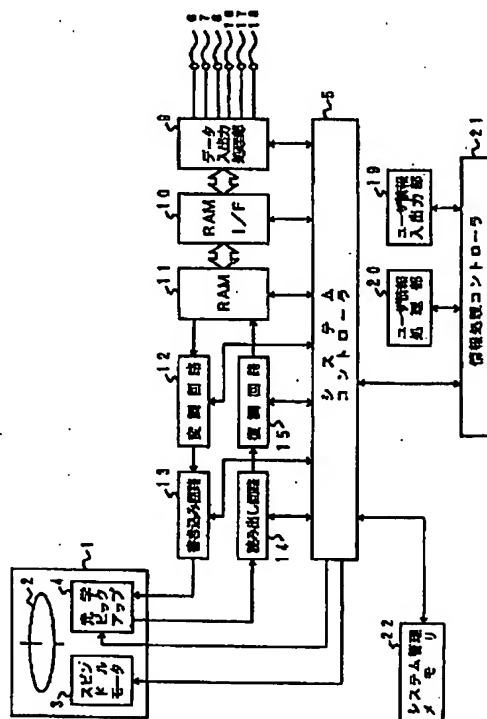 1
2
3
スピン
ドル
モータ
4
光学
ピック
アップ
13
書き込み回路
12
変調回路
11
RAM
10
RAM
I/F
9
データ
入出力
処理部
6
7
8
16
17
18
14
読み出し回路
15
復調回路
5
システム
コントローラ
22
システム管理
メモリ
20
ユーザ情報
処理部
19
ユーザ情報
入出力部
21
情報処理コントローラ